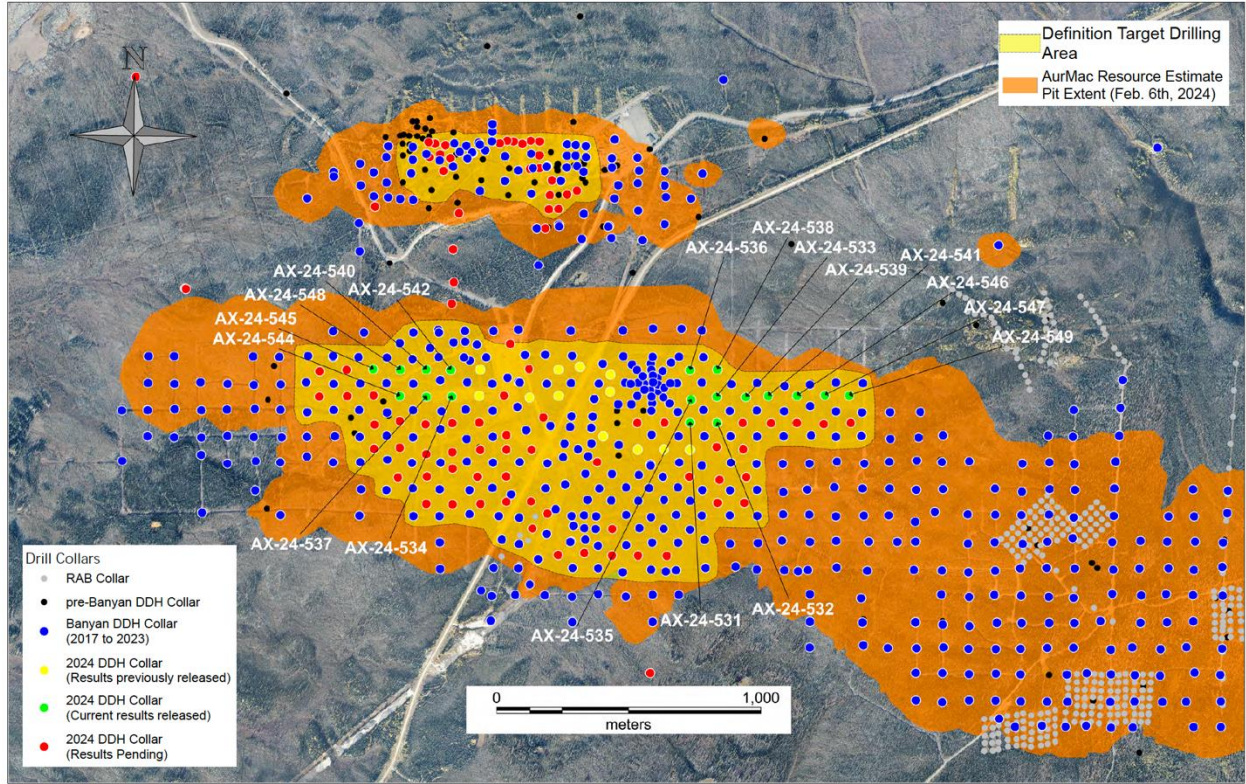 N
Definition Target Drilling
Area
AurMac Resource Estimate
Pit Extent (Feb. 6th, 2024)
AX-24-538
AX-24-536
AX-24-533
AX-24-540
AX-24-541
AX-24-542
AX-24-539
AX-24-548
AX-24-546
AX-24-545
AX-24-547
AX-24-544
AX-24-549
AX-24-537
AX-24-534
AX-24-532
AX-24-531
AX-24-535
Drill Collars
RAB Collar
pre-Banyan DDH Collar
Banyan DDH Collar
(2017 to 2023)
2024 DDH Collar
(Results previously released)
2024 DDH Collar
(Current results released)
2024 DDH Collar
(Results Pending)
0 1,000
meters